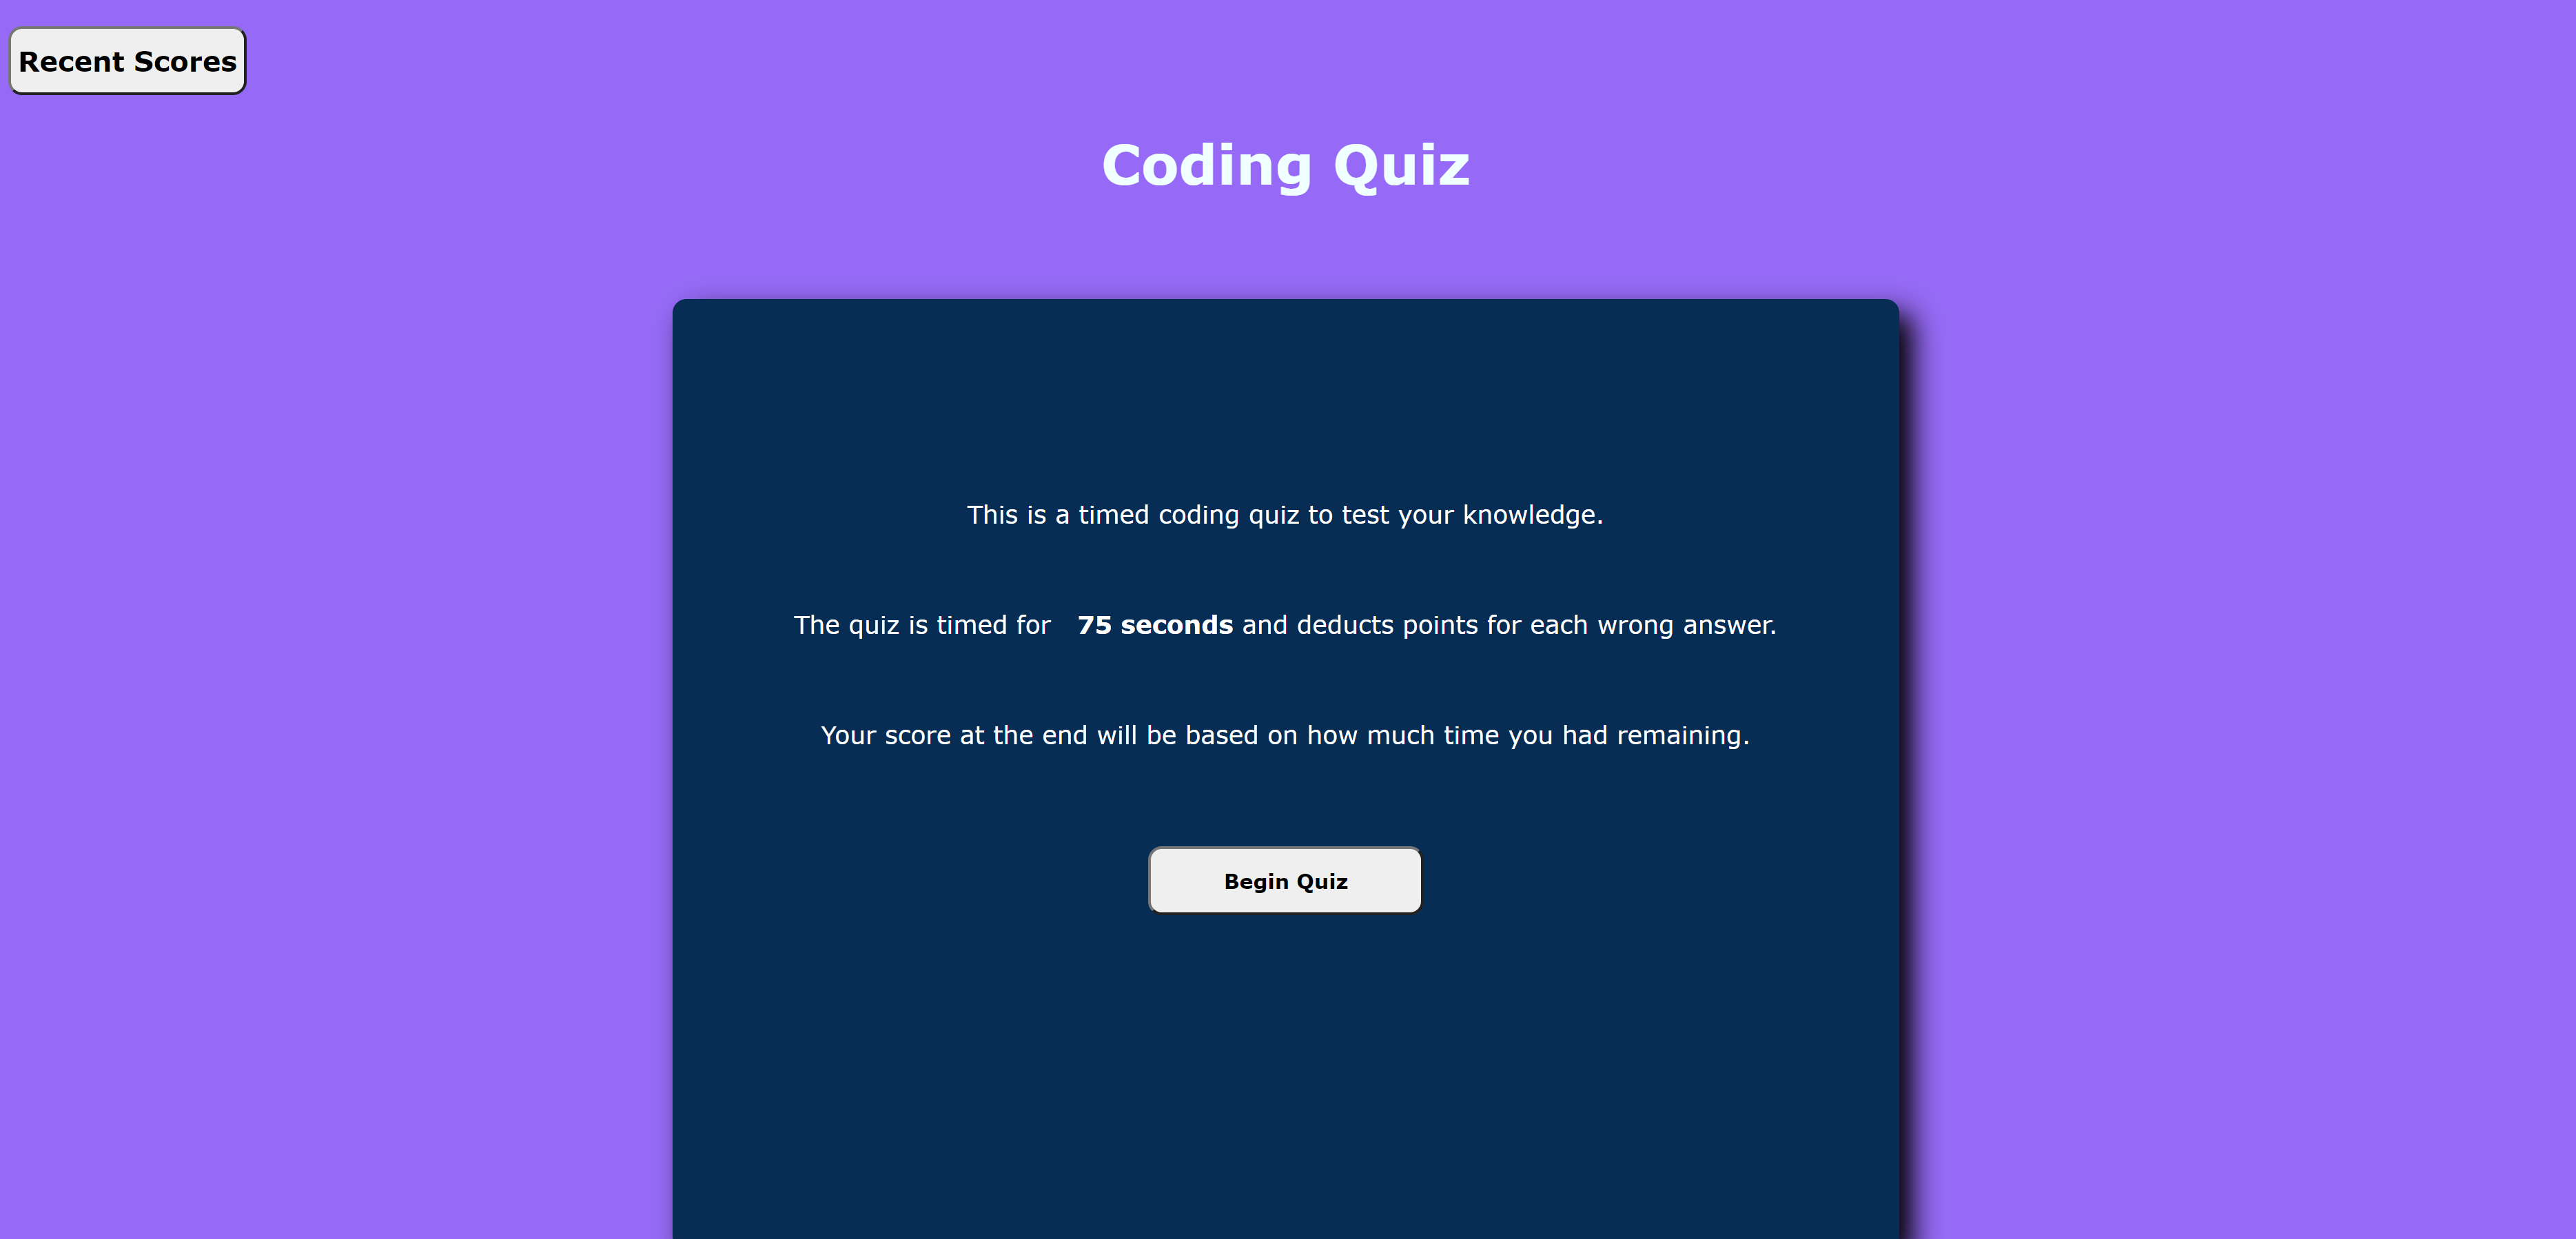 Recent Scores
Coding Quiz
This is a timed coding quiz to test your knowledge.
The quiz is timed for 75 seconds and deducts points for each wrong answer.
Your score at the end will be based on how much time you had remaining.
Begin Quiz